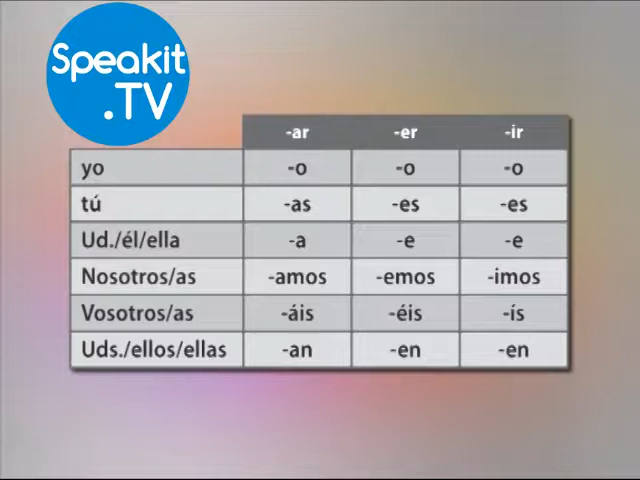 Speakit
.TV
-ar -er -ir
yo -o -o -o
tú -as -es -es
Ud./él/ella -a -e -e
Nosotros/as -amos -emos -imos
Vosotros/as -áis -éis -ís
Uds./ellos/ellas -an -en -en